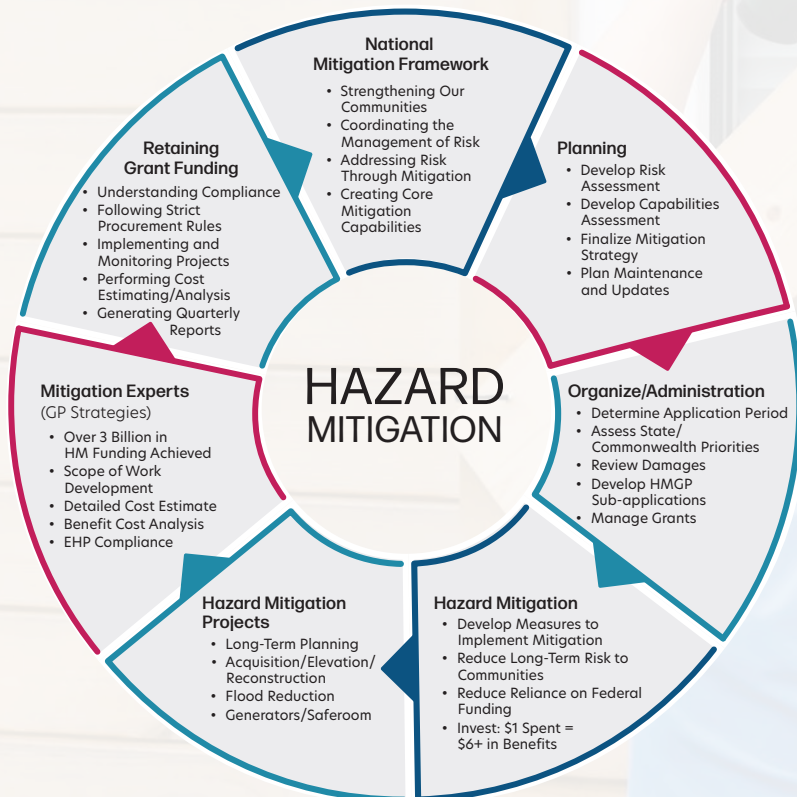 National
Mitigation Framework
• Strengthening Our
Communities
• Coordinating the
Management of Risk
• Addressing Risk
Through Mitigation
• Creating Core
Mitigation
Capabilities
Planning
• Develop Risk
Assessment
• Develop Capabilities
Assessment
• Finalize Mitigation
Strategy
• Plan Maintenance
and Updates
Organize/Administration
• Determine Application Period
• Assess State/
Commonwealth Priorities
• Review Damages
• Develop HMGP
Sub-applications
• Manage Grants
Hazard Mitigation
• Develop Measures to
Implement Mitigation
• Reduce Long-Term Risk to
Communities
• Reduce Reliance on Federal
Funding
• Invest: $1 Spent =
$6+ in Benefits
Hazard Mitigation
Projects
• Long-Term Planning
• Acquisition/Elevation/
Reconstruction
• Flood Reduction
• Generators/Saferoom
Mitigation Experts
(GP Strategies)
• Over 3 Billion in
HM Funding Achieved
• Scope of Work
Development
• Detailed Cost Estimate
• Benefit Cost Analysis
• EHP Compliance
Retaining
Grant Funding
• Understanding Compliance
• Following Strict
Procurement Rules
• Implementing and
Monitoring Projects
• Performing Cost
Estimating/Analysis
• Generating Quarterly
Reports
HAZARD
MITIGATION